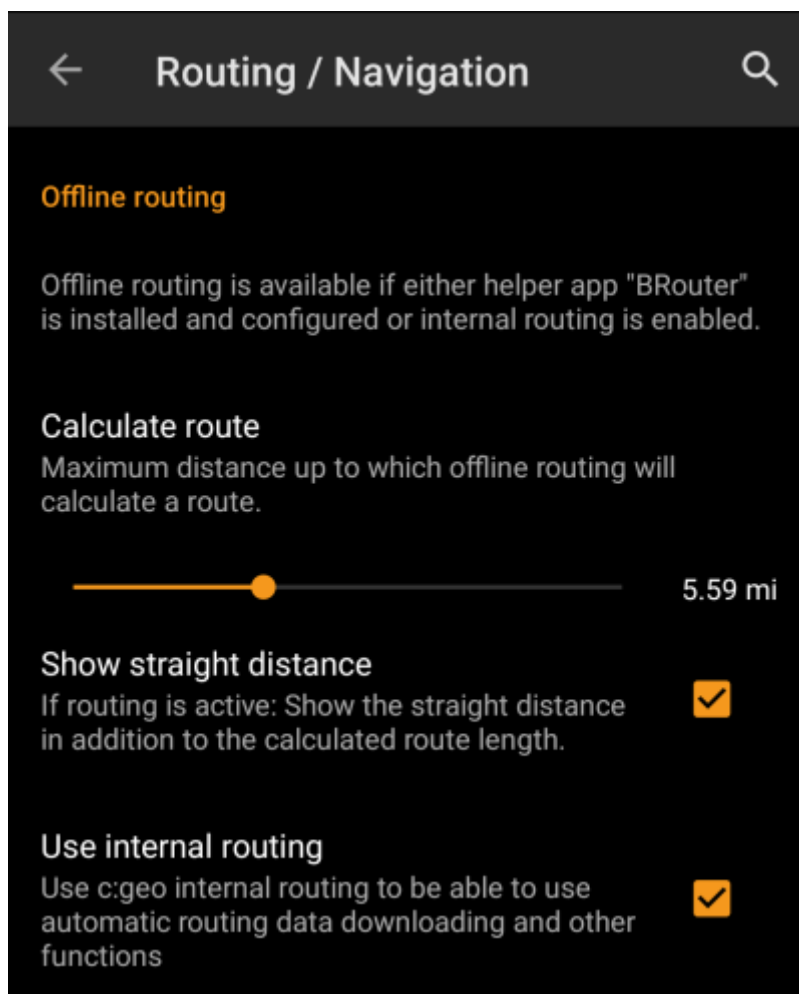 Routing / Navigation
Offline routing
Offline routing is available if either helper app "BRouter"
is installed and configured or internal routing is enabled.
Calculate route
Maximum distance up to which offline routing will
calculate a route.
5.59 mi
Show straight distance
If routing is active: Show the straight distance
in addition to the calculated route length.
Use internal routing
Use c:geo internal routing to be able to use
automatic routing data downloading and other
functions